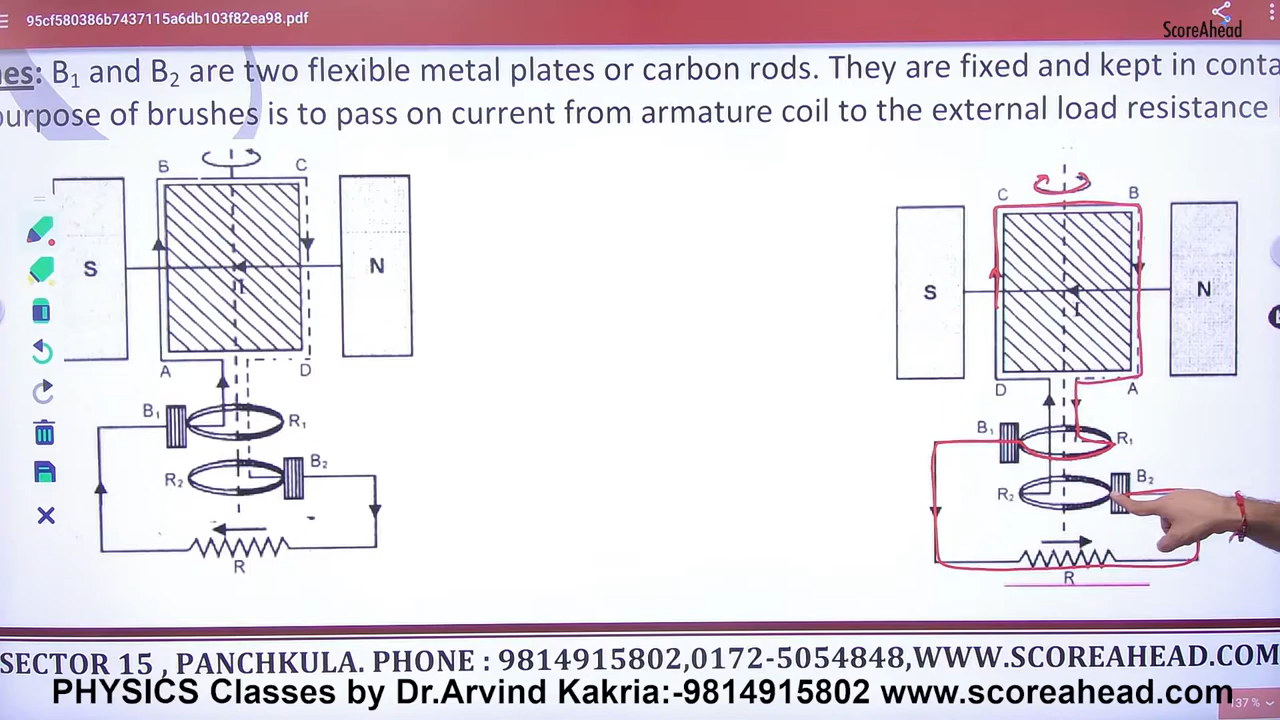 95cf580386b7437115a6db103f82ea98.pdf
ScoreAhead
nes: B1 and B2 are two flexible metal plates or carbon rods. They are fixed and kept in conta
purpose of brushes is to pass on current from armature coil to the external load resistance
B C
S N
I
A D
B1 R1
R2 B2
R
C B
S N
I
D A
B1 R1
R2 B2
R
SECTOR 15 , PANCHKULA. PHONE : 9814915802,0172-5054848,WWW.SCOREAHEAD.COM
PHYSICS Classes by Dr.Arvind Kakria:-9814915802 www.scoreahead.com
137 %